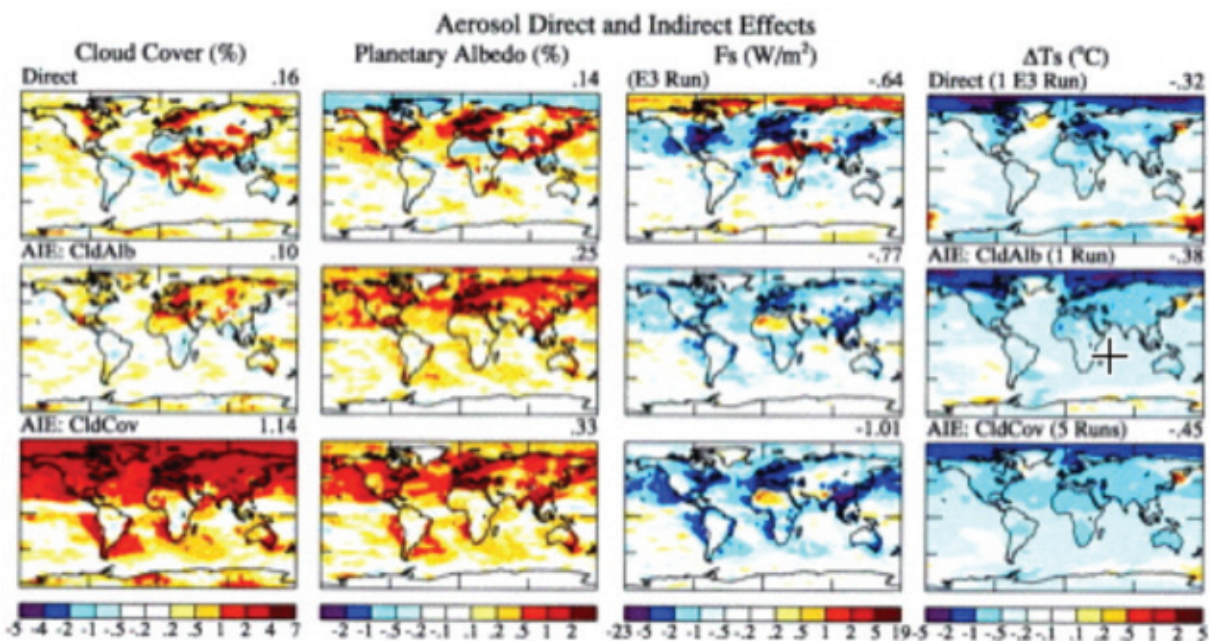 Aerosol Direct and Indirect Effects
Cloud Cover (%) Planetary Albedo (%) Fs (W/m²) ΔTs (°C)
Direct .16 .14 (E3 Run) -.64 Direct (1 E3 Run) -.32
AIE: CldAlb .10 .25 -.77 AIE: CldAlb (1 Run) -.38
AIE: CldCov 1.14 .33 -1.01 AIE: CldCov (5 Runs) -.45
-5 -4 -2 -1 -.5 -.2 .2 .5 1 2 4 7 -2 -1 -.5 -.2 -.1 .1 .2 .5 1 2 -23 -5 -2 -1 -.5 -.2 .2 .5 1 2 5 19 -5 -2 -1 -.5 -.2 -.1 .1 .2 .5 5